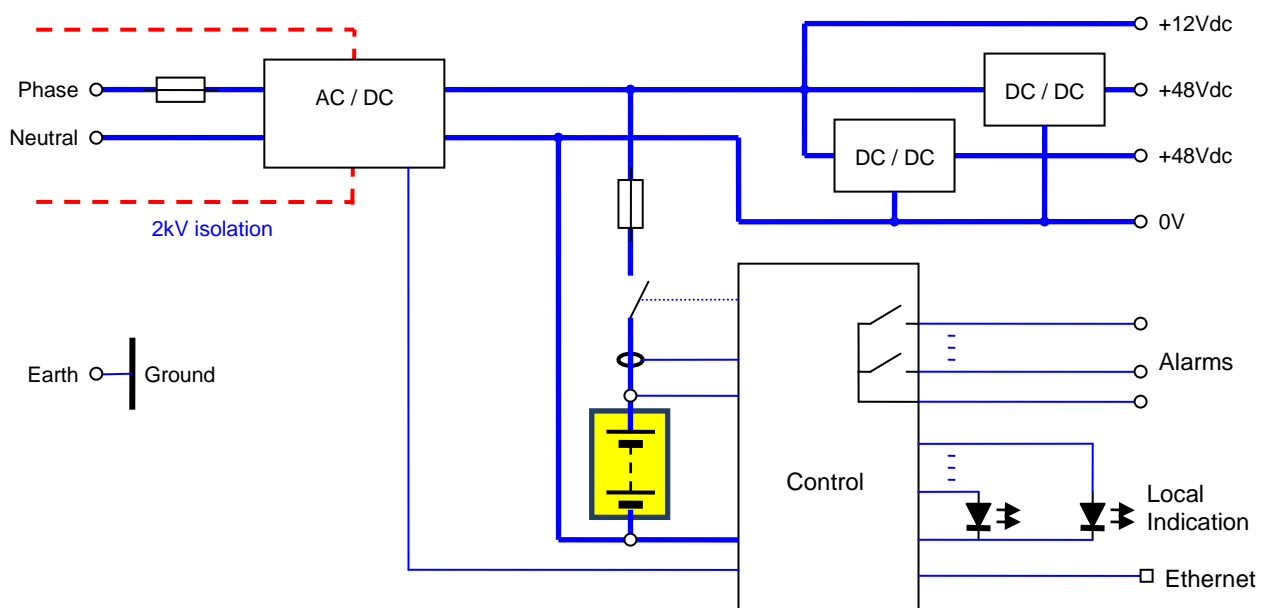 +12Vdc
Phase
AC / DC
DC / DC
+48Vdc
Neutral
DC / DC
+48Vdc
2kV isolation
0V
Earth
Ground
Alarms
Control
Local
Indication
Ethernet